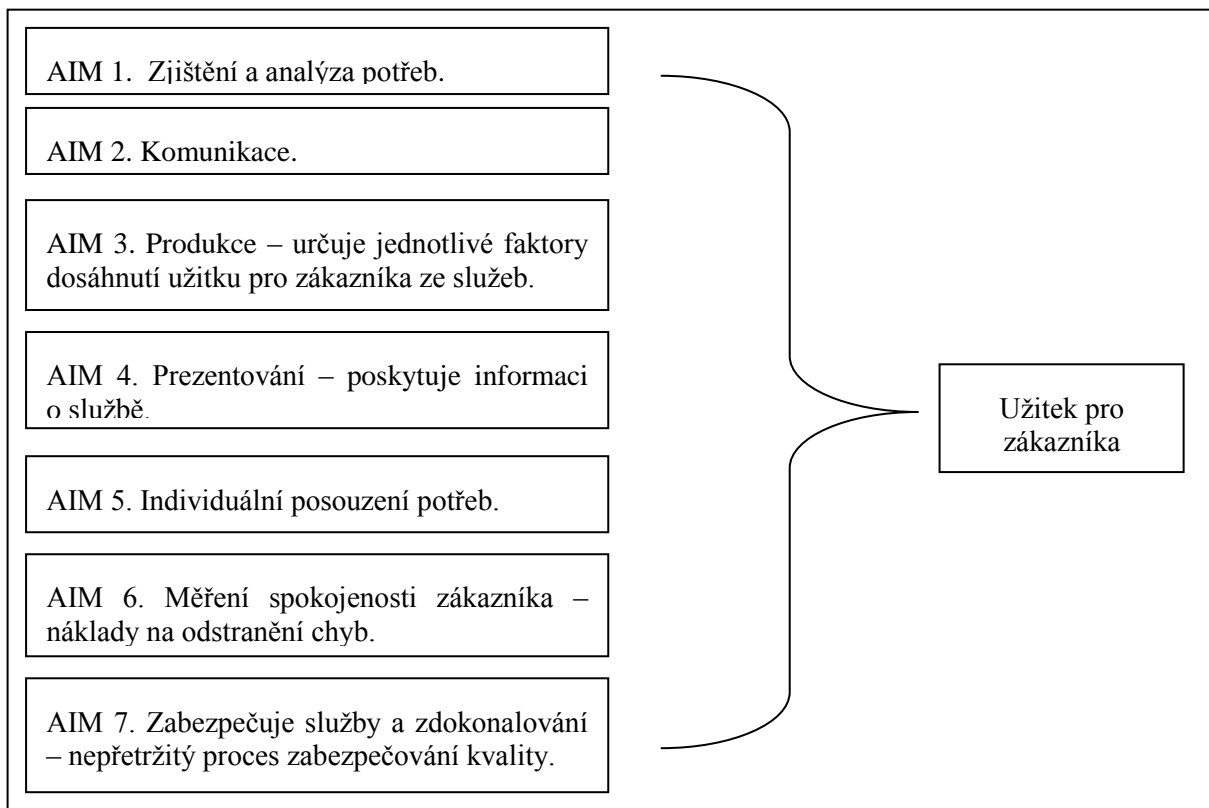 AIM 1. Zjištění a analýza potřeb.
AIM 2. Komunikace.
AIM 3. Produkce – určuje jednotlivé faktory
dosáhnutí užitku pro zákazníka ze služeb.
AIM 4. Prezentování – poskytuje informaci
o službě.
AIM 5. Individuální posouzení potřeb.
AIM 6. Měření spokojenosti zákazníka –
náklady na odstranění chyb.
AIM 7. Zabezpečuje služby a zdokonalování
– nepřetržitý proces zabezpečování kvality.
Užitek pro
zákazníka